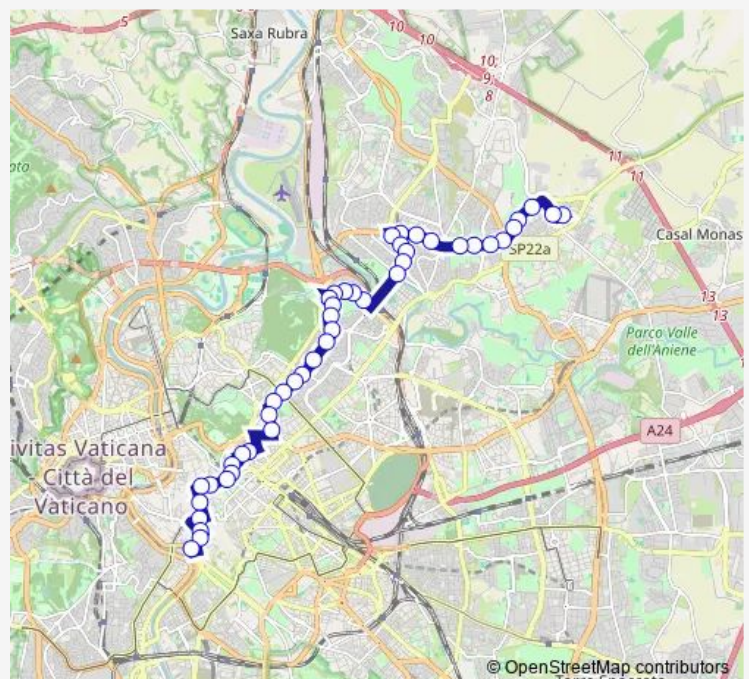 5
Saxa Rubra
10
10
10;
9,
8
11
11
Casal Monas
SP22a
13
13
Parco Valle
dell'Aniene
ivitas Vaticana
Città del
Vaticano
A24
© OpenStreetMap contributors